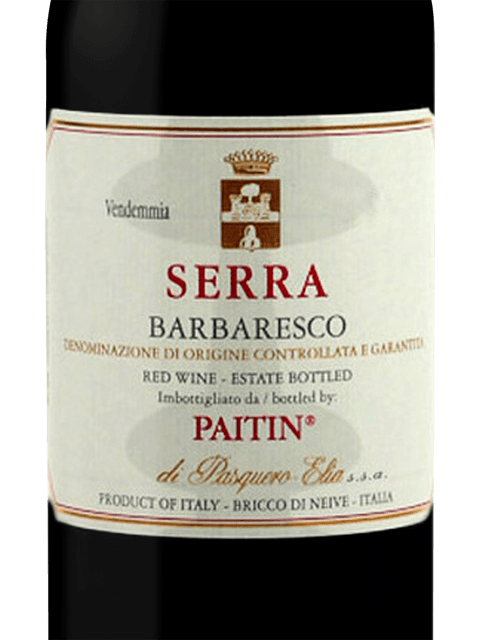 Vendemmia
SERRA
BARBARESCO
DENOMINAZIONE DI ORIGINE CONTROLLATA E GARANTITA
RED WINE - ESTATE BOTTLED
Imbottigliato da / bottled by:
PAITIN®
di Pasquero Elia s.s.a.
PRODUCT OF ITALY - BRICCO DI NEIVE - ITALIA